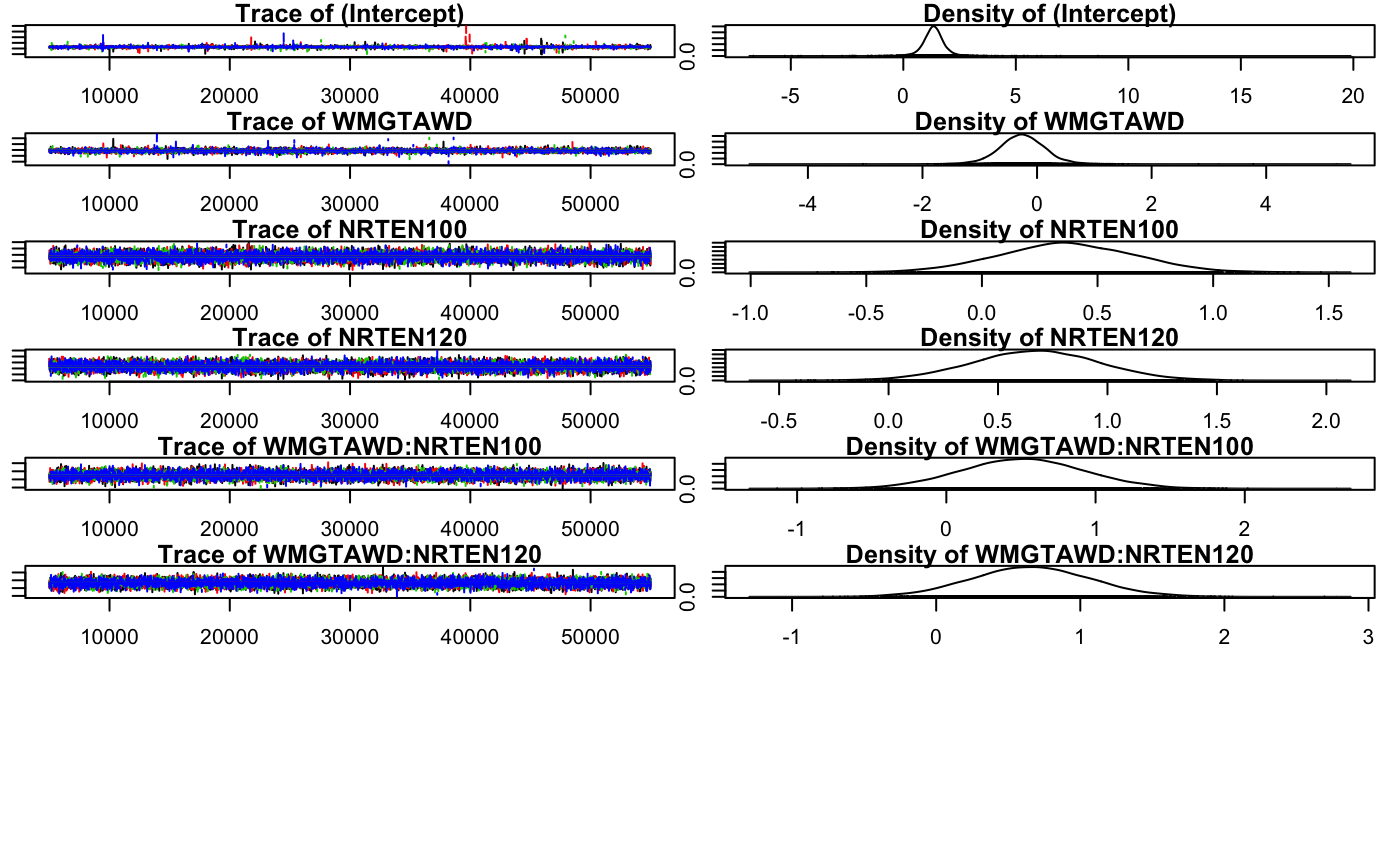 Trace of (Intercept) Density of (Intercept)
0.0
10000 20000 30000 40000 50000 -5 0 5 10 15 20
Trace of WMGTAWD Density of WMGTAWD
0.0
10000 20000 30000 40000 50000 -4 -2 0 2 4
Trace of NRTEN100 Density of NRTEN100
0.0
10000 20000 30000 40000 50000 -1.0 -0.5 0.0 0.5 1.0 1.5
Trace of NRTEN120 Density of NRTEN120
0.0
10000 20000 30000 40000 50000 -0.5 0.0 0.5 1.0 1.5 2.0
Trace of WMGTAWD:NRTEN100 Density of WMGTAWD:NRTEN100
0.0
10000 20000 30000 40000 50000 -1 0 1 2
Trace of WMGTAWD:NRTEN120 Density of WMGTAWD:NRTEN120
0.0
10000 20000 30000 40000 50000 -1 0 1 2 3